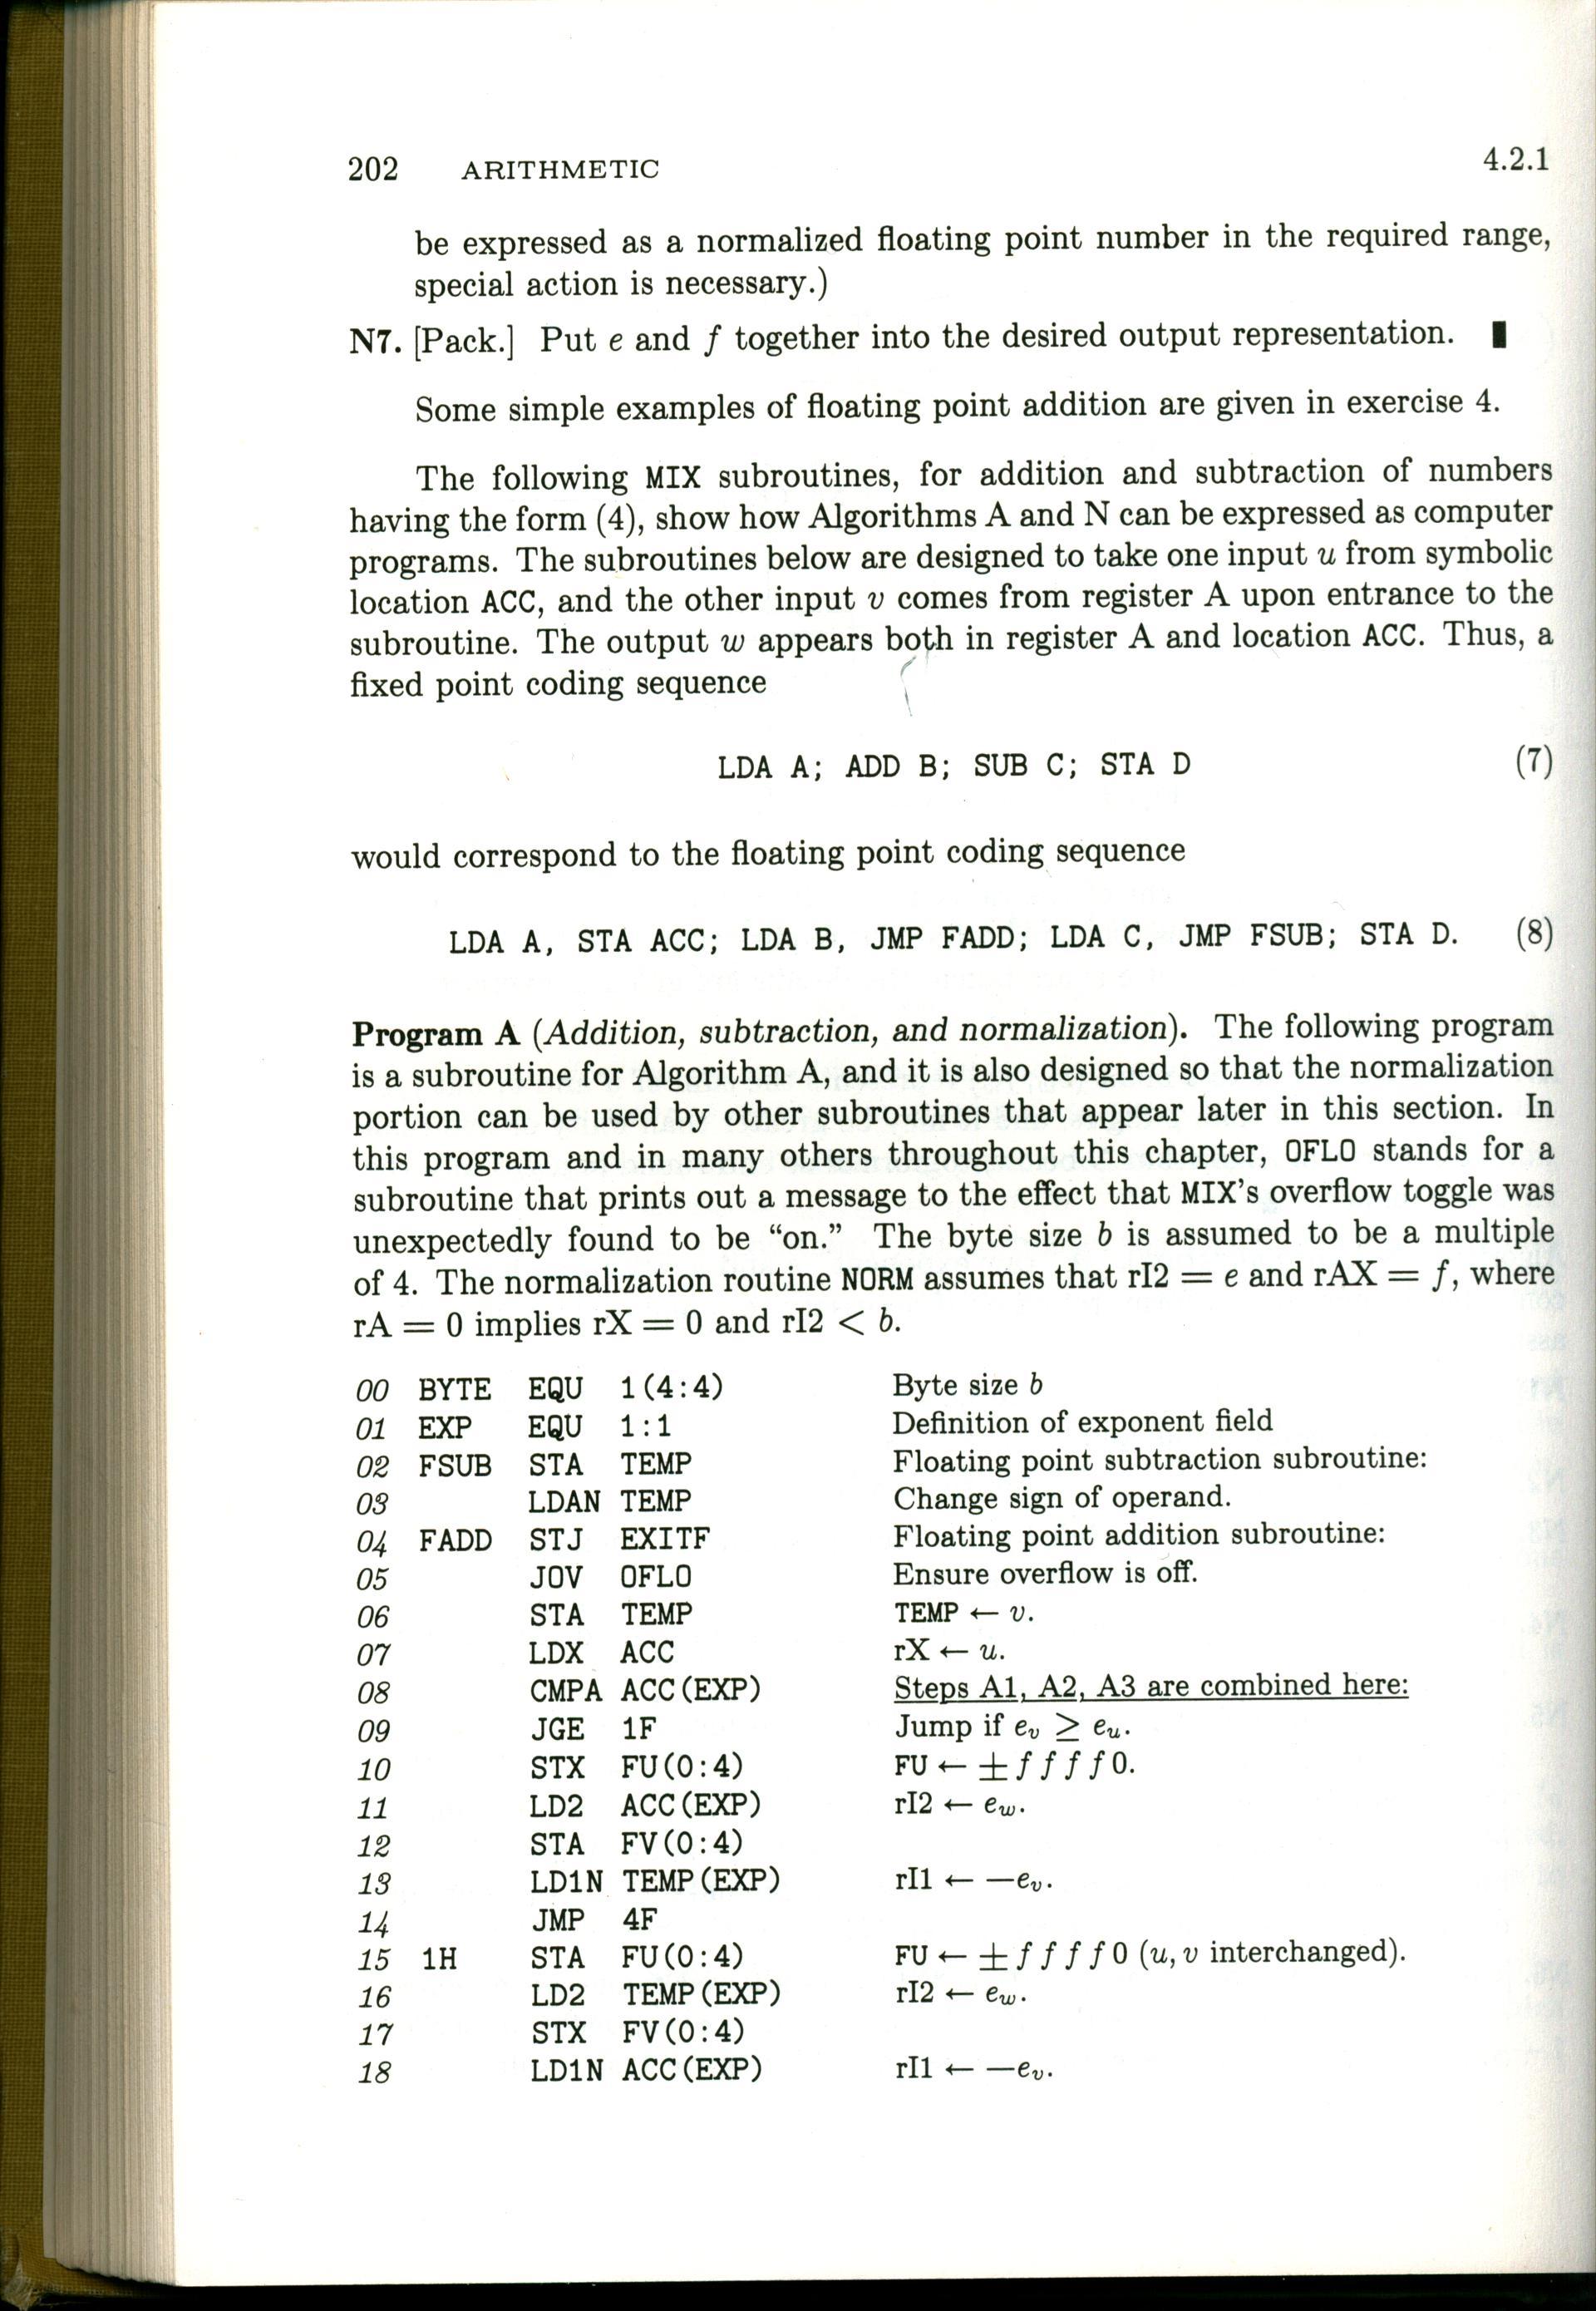 202 ARITHMETIC 4.2.1
be expressed as a normalized floating point number in the required range,
special action is necessary.)
N7. [Pack.] Put e and f together into the desired output representation. ▮
Some simple examples of floating point addition are given in exercise 4.
The following MIX subroutines, for addition and subtraction of numbers
having the form (4), show how Algorithms A and N can be expressed as computer
programs. The subroutines below are designed to take one input u from symbolic
location ACC, and the other input v comes from register A upon entrance to the
subroutine. The output w appears both in register A and location ACC. Thus, a
fixed point coding sequence
LDA A; ADD B; SUB C; STA D (7)
would correspond to the floating point coding sequence
LDA A, STA ACC; LDA B, JMP FADD; LDA C, JMP FSUB; STA D. (8)
Program A (Addition, subtraction, and normalization). The following program
is a subroutine for Algorithm A, and it is also designed so that the normalization
portion can be used by other subroutines that appear later in this section. In
this program and in many others throughout this chapter, OFLO stands for a
subroutine that prints out a message to the effect that MIX's overflow toggle was
unexpectedly found to be “on.” The byte size b is assumed to be a multiple
of 4. The normalization routine NORM assumes that rI2 = e and rAX = f, where
rA = 0 implies rX = 0 and rI2 < b.
00 BYTE EQU 1(4:4) Byte size b
01 EXP EQU 1:1 Definition of exponent field
02 FSUB STA TEMP Floating point subtraction subroutine:
03 LDAN TEMP Change sign of operand.
04 FADD STJ EXITF Floating point addition subroutine:
05 JOV OFLO Ensure overflow is off.
06 STA TEMP TEMP ← v.
07 LDX ACC rX ← u.
08 CMPA ACC(EXP) Steps A1, A2, A3 are combined here:
09 JGE 1F Jump if eᵥ ≥ eᵤ.
10 STX FU(0:4) FU ← ± f f f f 0.
11 LD2 ACC(EXP) rI2 ← e_w.
12 STA FV(0:4)
13 LD1N TEMP(EXP) rI1 ← −eᵥ.
14 JMP 4F
15 1H STA FU(0:4) FU ← ± f f f f 0 (u, v interchanged).
16 LD2 TEMP(EXP) rI2 ← e_w.
17 STX FV(0:4)
18 LD1N ACC(EXP) rI1 ← −eᵥ.